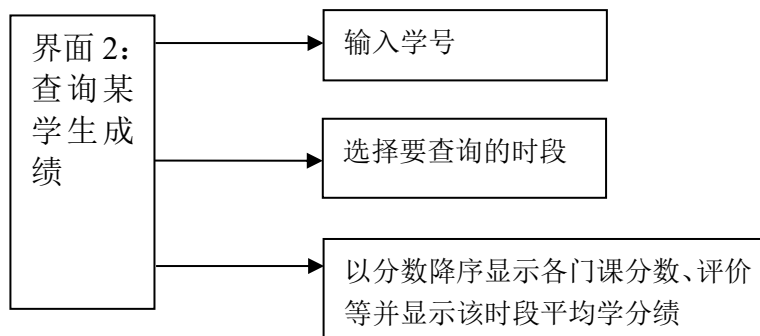 界面 2：
查询某
学生成
绩
输入学号
选择要查询的时段
以分数降序显示各门课分数、评价
等并显示该时段平均学分绩